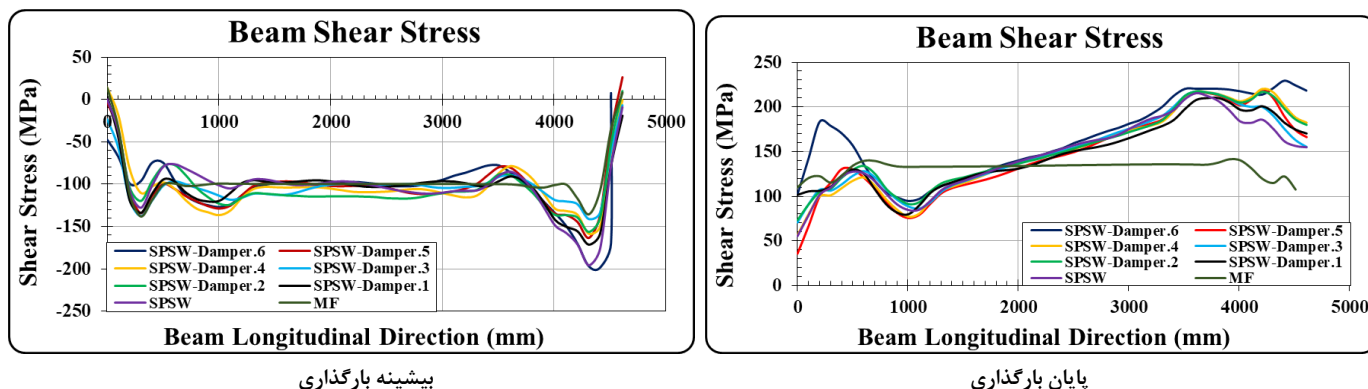 Beam Shear Stress
50
0
-50
-100
-150
-200
-250
0 1000 2000 3000 4000 5000
Shear Stress (MPa)
Beam Longitudinal Direction (mm)
SPSW-Damper.6 SPSW-Damper.5
SPSW-Damper.4 SPSW-Damper.3
SPSW-Damper.2 SPSW-Damper.1
SPSW MF
بیشینه بارگذاری
Beam Shear Stress
250
200
150
100
50
0
0 1000 2000 3000 4000 5000
Shear Stress (MPa)
Beam Longitudinal Direction (mm)
SPSW-Damper.6 SPSW-Damper.5
SPSW-Damper.4 SPSW-Damper.3
SPSW-Damper.2 SPSW-Damper.1
SPSW MF
پایان بارگذاری